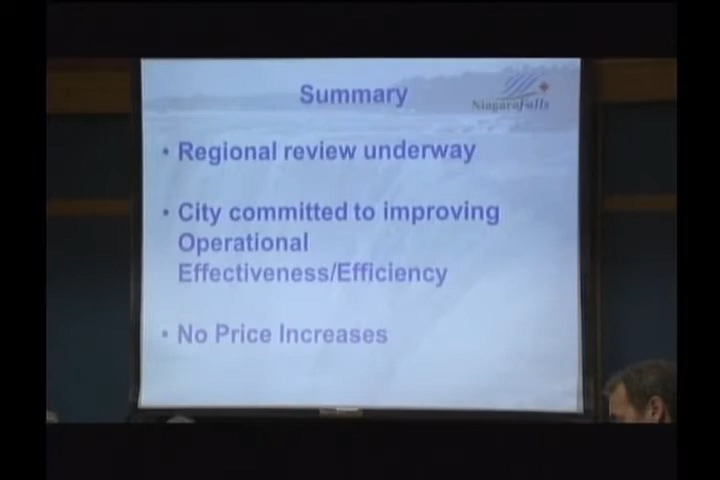 Summary
NiagaraFalls
• Regional review underway
• City committed to improving
Operational
Effectiveness/Efficiency
• No Price Increases